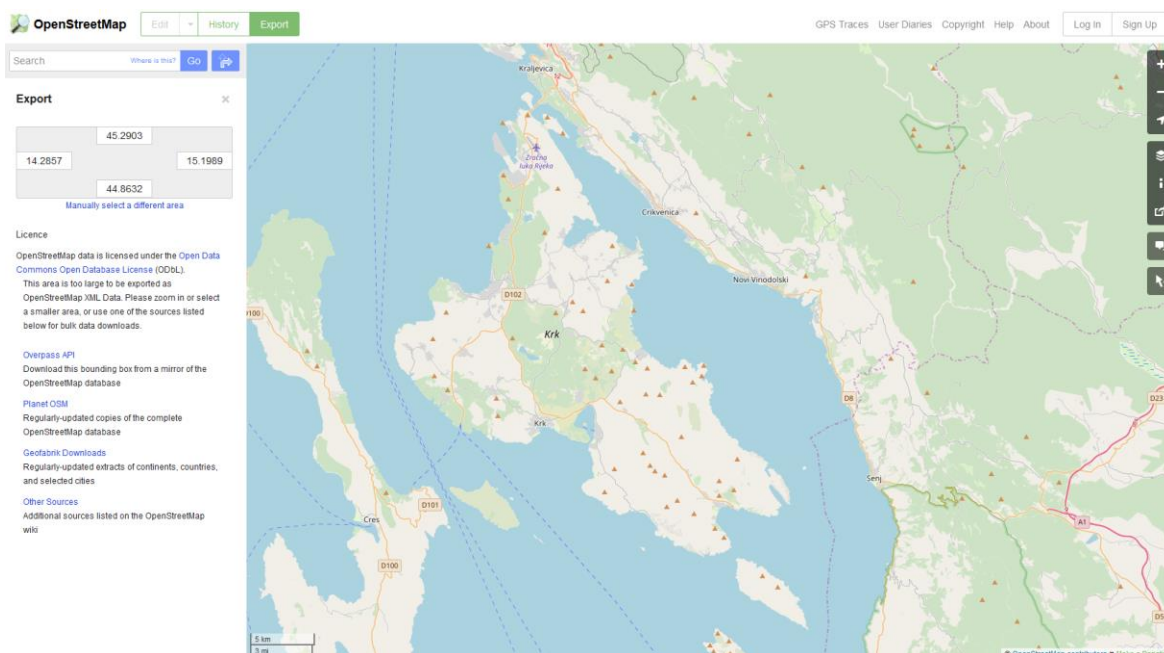 OpenStreetMap
Edit
History
Export
GPS Traces
User Diaries
Copyright
Help
About
Log In
Sign Up
Search
Where is this?
Go
Export
45.2903
14.2857
15.1989
44.8632
Manually select a different area
Licence
OpenStreetMap data is licensed under the Open Data
Commons Open Database License (ODbL).
This area is too large to be exported as
OpenStreetMap XML Data. Please zoom in or select
a smaller area, or use one of the sources listed
below for bulk data downloads.
Overpass API
Download this bounding box from a mirror of the
OpenStreetMap database
Planet OSM
Regularly-updated copies of the complete
OpenStreetMap database
Geofabrik Downloads
Regularly-updated extracts of continents, countries,
and selected cities
Other Sources
Additional sources listed on the OpenStreetMap
wiki
Kraljevica
Zračna
luka Rijeka
Crikvenica
Novi Vinodolski
D102
D100
Krk
D8
D23
Krk
Senj
D101
Cres
A1
D100
D5
5 km
3 mi